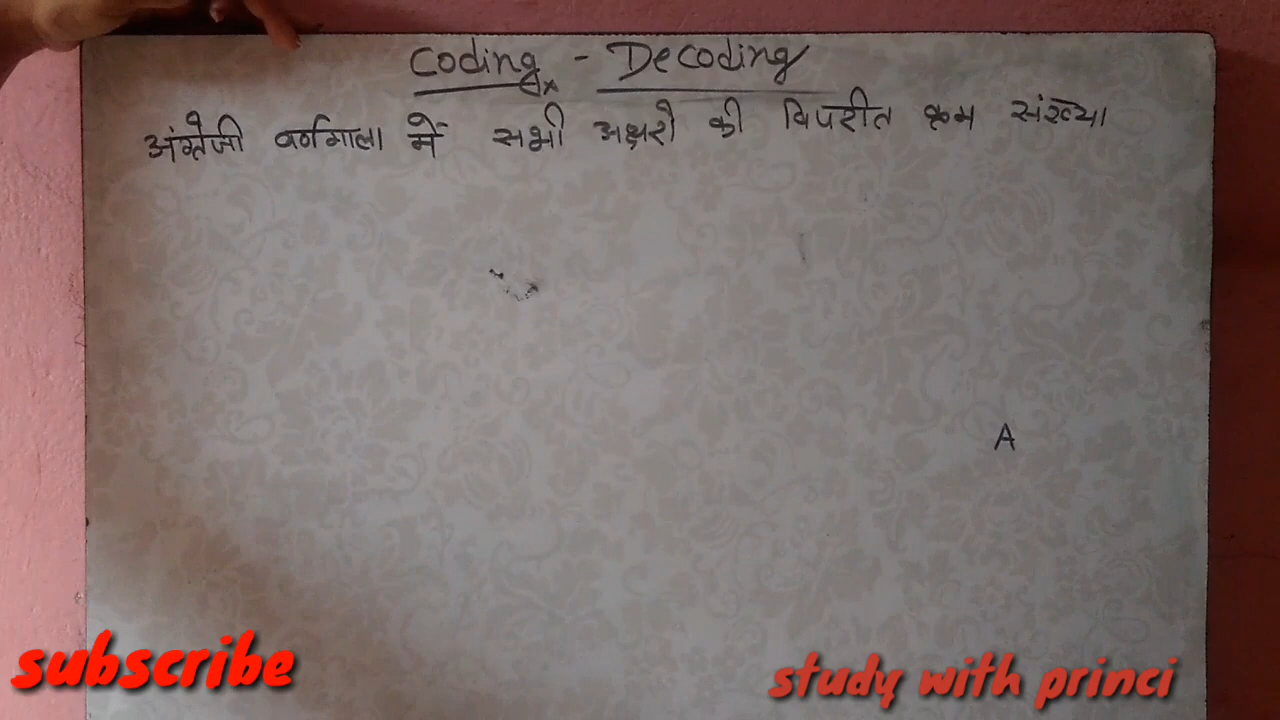 Coding - Decoding
अंग्रेजी वर्णमाला में सभी अक्षरो की विपरीत क्रम संख्या
A
subscribe
study with princi